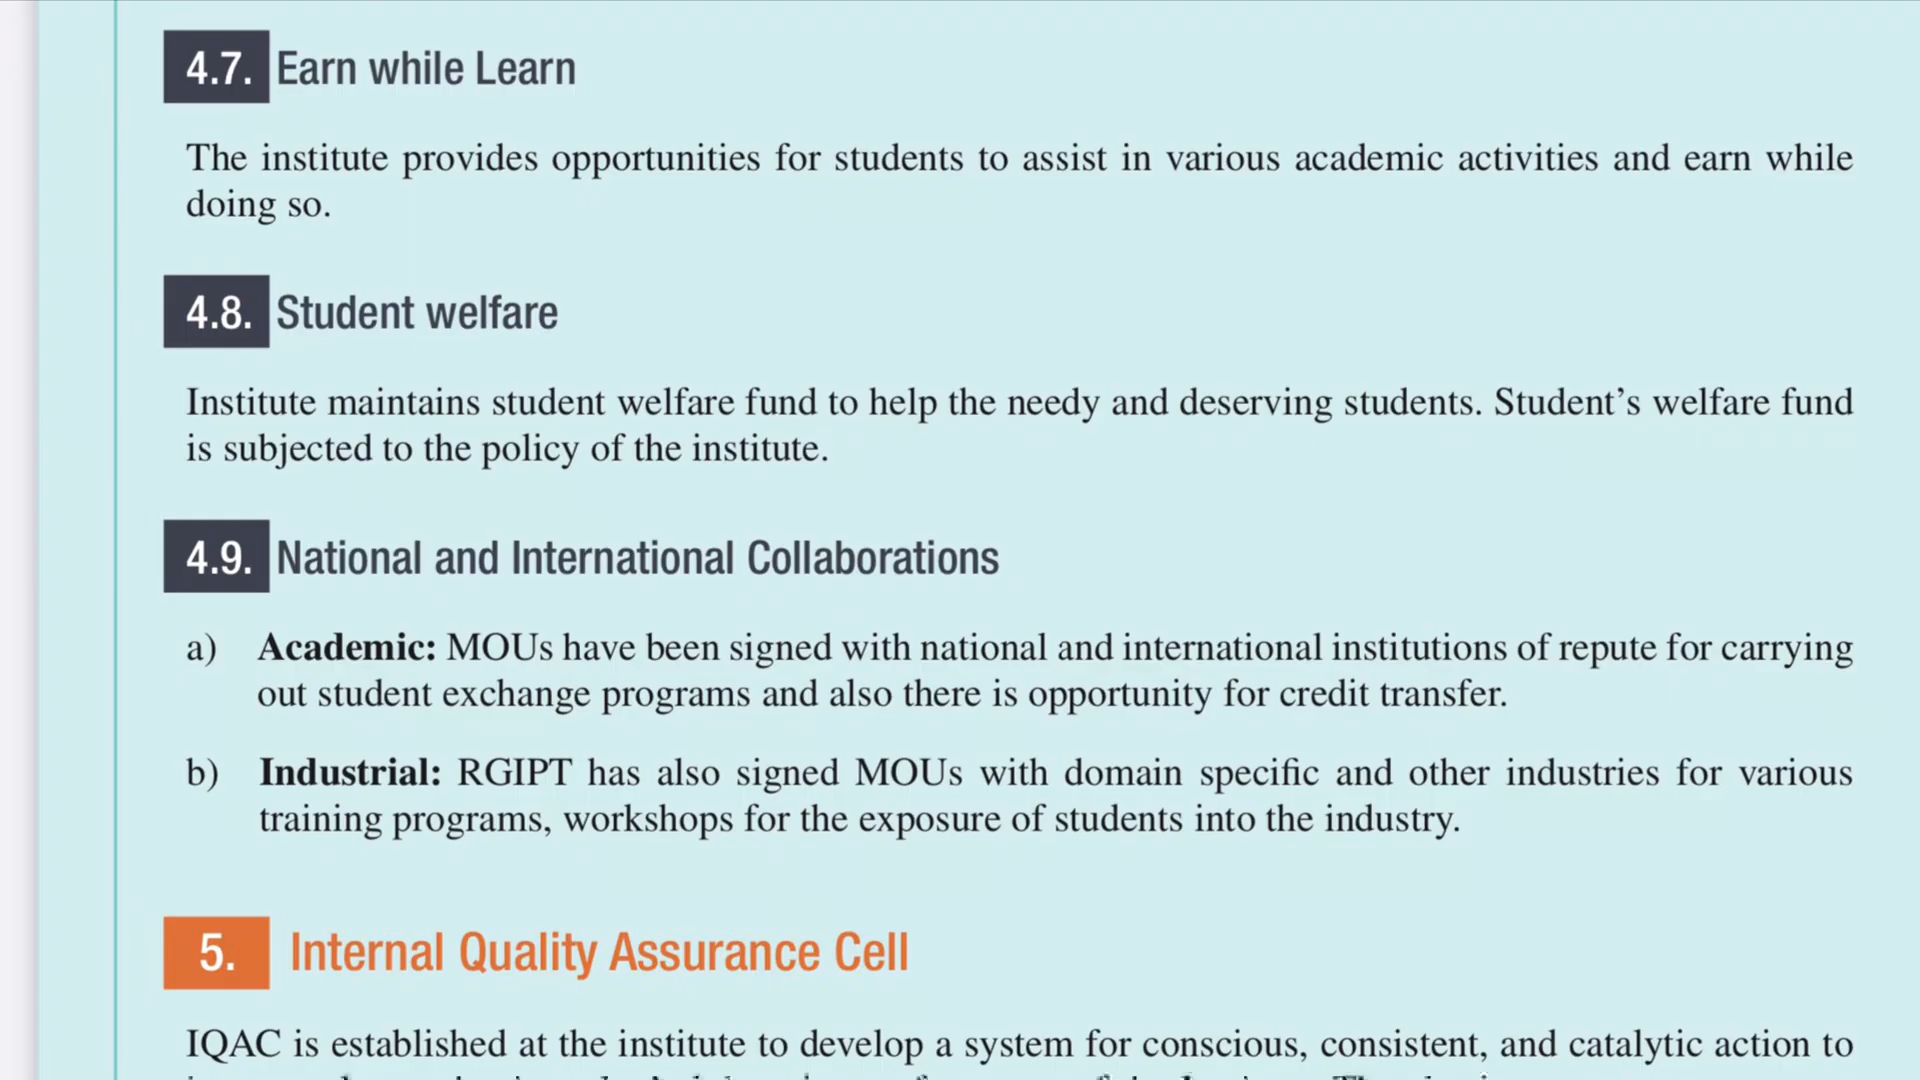 4.7. Earn while Learn
The institute provides opportunities for students to assist in various academic activities and earn while
doing so.
4.8. Student welfare
Institute maintains student welfare fund to help the needy and deserving students. Student’s welfare fund
is subjected to the policy of the institute.
4.9. National and International Collaborations
a) Academic: MOUs have been signed with national and international institutions of repute for carrying
out student exchange programs and also there is opportunity for credit transfer.
b) Industrial: RGIPT has also signed MOUs with domain specific and other industries for various
training programs, workshops for the exposure of students into the industry.
5. Internal Quality Assurance Cell
IQAC is established at the institute to develop a system for conscious, consistent, and catalytic action to